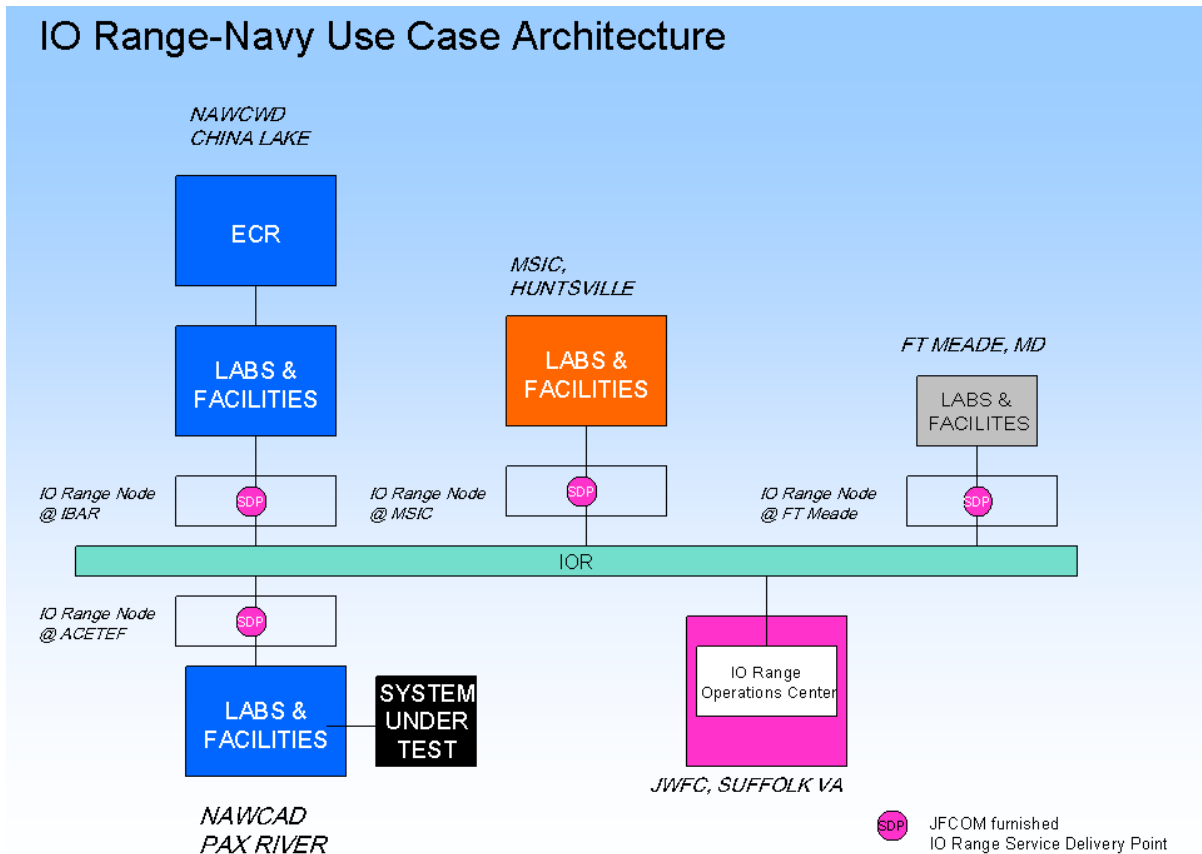 IO Range-Navy Use Case Architecture
NAWCWD
CHINA LAKE
ECR
LABS &
FACILITIES
MSIC,
HUNTSVILLE
LABS &
FACILITIES
FT MEADE, MD
LABS &
FACILITES
IO Range Node
@ IBAR
SDP
IO Range Node
@ MSIC
SDP
IO Range Node
@ FT Meade
SDP
IOR
IO Range Node
@ ACETEF
SDP
LABS &
FACILITIES
SYSTEM
UNDER
TEST
NAWCAD
PAX RIVER
IO Range
Operations Center
JWFC, SUFFOLK VA
SDP
JFCOM furnished
IO Range Service Delivery Point